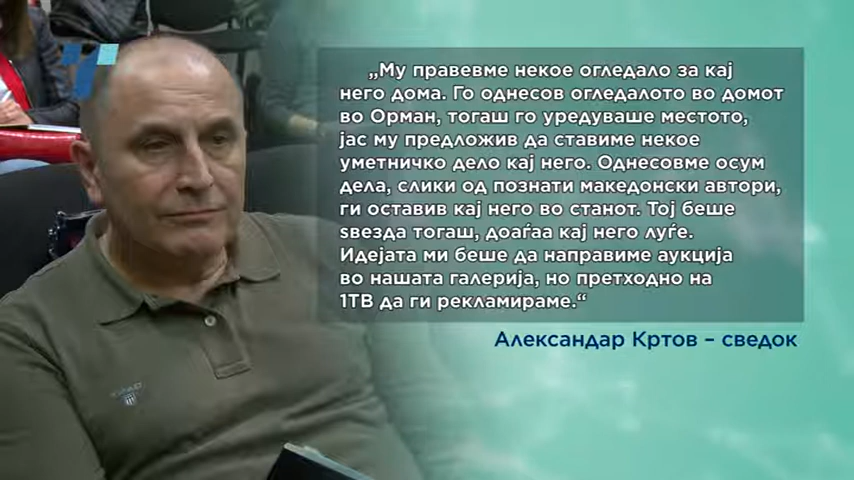 „Му правевме некое огледало за кај
него дома. Го однесов огледалото во домот
во Орман, тогаш го уредуваше местото,
јас му предложив да ставиме некое
уметничко дело кај него. Однесовме осум
дела, слики од познати македонски автори,
ги оставив кај него во станот. Тој беше
ѕвезда тогаш, доаѓаа кај него луѓе.
Идејата ми беше да направиме аукција
во нашата галерија, но претходно на
1ТВ да ги рекламираме.“
Александар Кртов – сведок